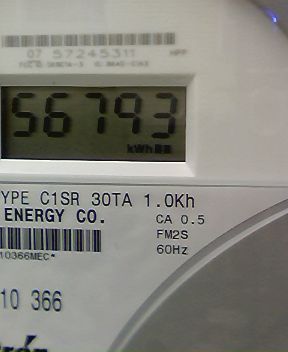 07 57245311
56793
kWh
TYPE C1SR 30TA 1.0Kh
ENERGY CO.
CA 0.5
FM2S
60Hz
10366MEC*
10 366